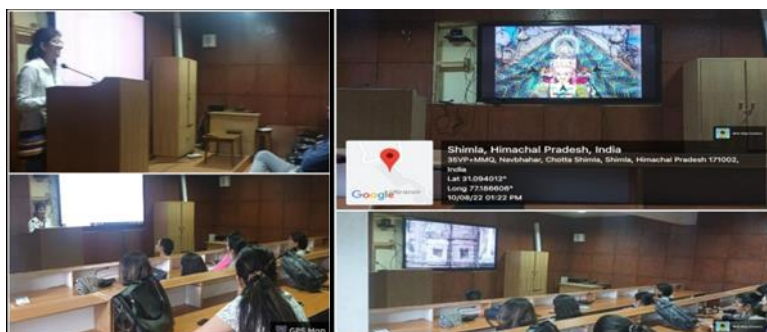 Shimla, Himachal Pradesh, India
35VP+MMQ, Navbhahar, Chotta Shimla, Shimla, Himachal Pradesh 171002,
India
Lat 31.094012°
Long 77.186606°
10/08/22 01:22 PM
Google
GPS Map